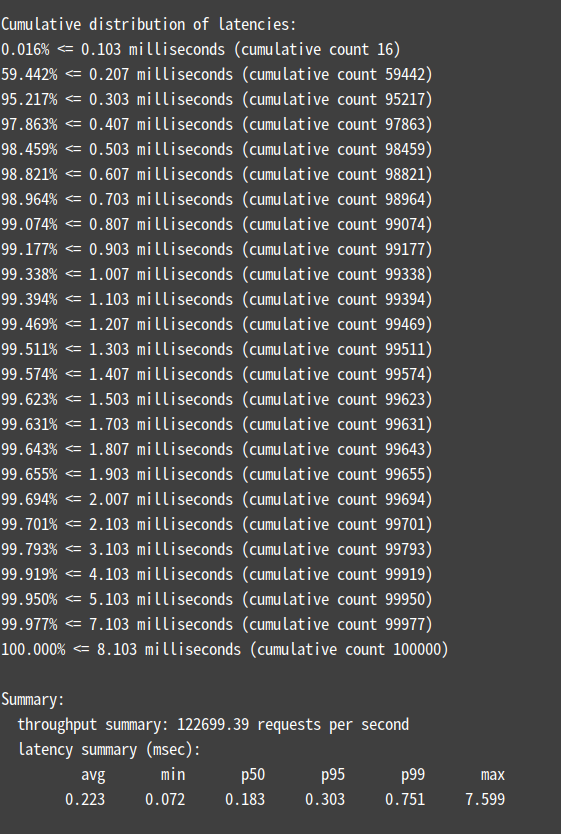 Cumulative distribution of latencies:
0.016% <= 0.103 milliseconds (cumulative count 16)
59.442% <= 0.207 milliseconds (cumulative count 59442)
95.217% <= 0.303 milliseconds (cumulative count 95217)
97.863% <= 0.407 milliseconds (cumulative count 97863)
98.459% <= 0.503 milliseconds (cumulative count 98459)
98.821% <= 0.607 milliseconds (cumulative count 98821)
98.964% <= 0.703 milliseconds (cumulative count 98964)
99.074% <= 0.807 milliseconds (cumulative count 99074)
99.177% <= 0.903 milliseconds (cumulative count 99177)
99.338% <= 1.007 milliseconds (cumulative count 99338)
99.394% <= 1.103 milliseconds (cumulative count 99394)
99.469% <= 1.207 milliseconds (cumulative count 99469)
99.511% <= 1.303 milliseconds (cumulative count 99511)
99.574% <= 1.407 milliseconds (cumulative count 99574)
99.623% <= 1.503 milliseconds (cumulative count 99623)
99.631% <= 1.703 milliseconds (cumulative count 99631)
99.643% <= 1.807 milliseconds (cumulative count 99643)
99.655% <= 1.903 milliseconds (cumulative count 99655)
99.694% <= 2.007 milliseconds (cumulative count 99694)
99.701% <= 2.103 milliseconds (cumulative count 99701)
99.793% <= 3.103 milliseconds (cumulative count 99793)
99.919% <= 4.103 milliseconds (cumulative count 99919)
99.950% <= 5.103 milliseconds (cumulative count 99950)
99.977% <= 7.103 milliseconds (cumulative count 99977)
100.000% <= 8.103 milliseconds (cumulative count 100000)
Summary:
throughput summary: 122699.39 requests per second
latency summary (msec):
avg min p50 p95 p99 max
0.223 0.072 0.183 0.303 0.751 7.599